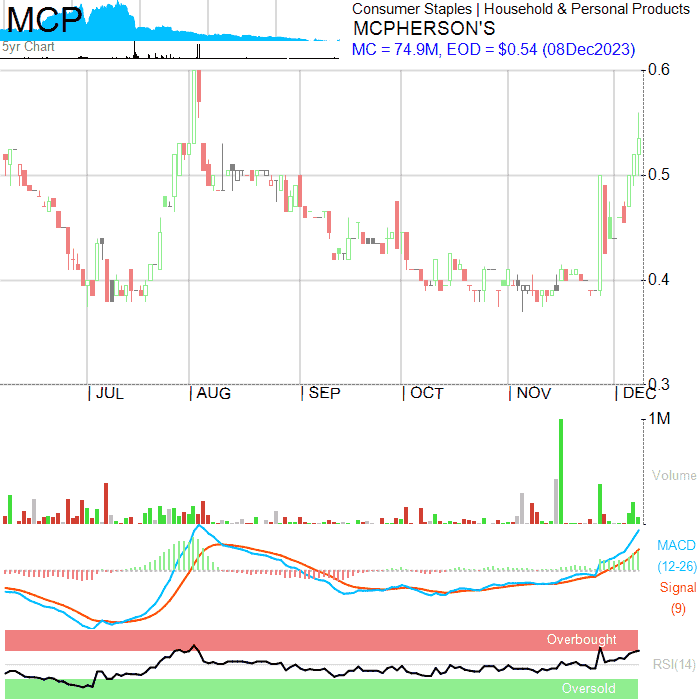 MCP
5yr Chart
Consumer Staples | Household & Personal Products
MCPHERSON'S
MC = 74.9M, EOD = $0.54 (08Dec2023)
0.6
0.5
0.4
0.3
JUL
AUG
SEP
OCT
NOV
DEC
1M
Volume
MACD
(12-26)
Signal
(9)
Overbought
RSI(14)
Oversold